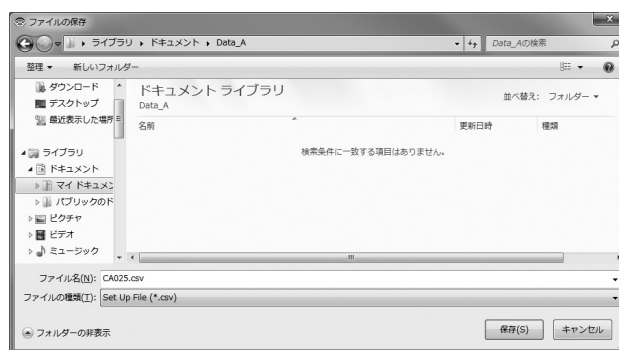 ファイルの保存
ライブラリ ▸ ドキュメント ▸ Data_A
Data_Aの検索
整理 ▼ 新しいフォルダー
ダウンロード
デスクトップ
最近表示した場所
ライブラリ
ドキュメント
マイ ドキュメン
パブリックのド
ピクチャ
ビデオ
ミュージック
ドキュメント ライブラリ
Data_A
並べ替え: フォルダー ▼
名前 更新日時 種類
検索条件に一致する項目はありません。
ファイル名(N): CA025.csv
ファイルの種類(T): Set Up File (*.csv)
フォルダーの非表示
保存(S) キャンセル